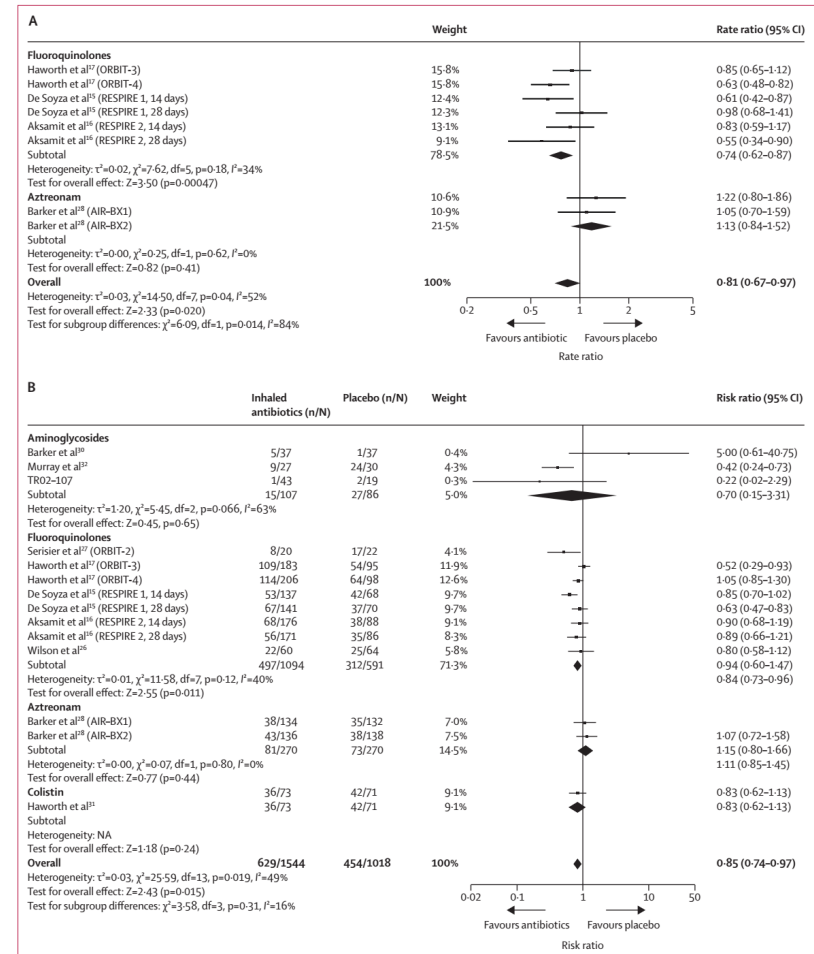 A
Weight Rate ratio (95% CI)
Fluoroquinolones
Haworth et al¹⁷ (ORBIT-3) 15·8% 0·85 (0·65–1·12)
Haworth et al¹⁷ (ORBIT-4) 15·8% 0·63 (0·48–0·82)
De Soyza et al¹⁵ (RESPIRE 1, 14 days) 12·4% 0·61 (0·42–0·87)
De Soyza et al¹⁵ (RESPIRE 1, 28 days) 12·3% 0·98 (0·68–1·41)
Aksamit et al¹⁶ (RESPIRE 2, 14 days) 13·1% 0·83 (0·59–1·17)
Aksamit et al¹⁶ (RESPIRE 2, 28 days) 9·1% 0·55 (0·34–0·90)
Subtotal 78·5% 0·74 (0·62–0·87)
Heterogeneity: τ²=0·02, χ²=7·62, df=5, p=0·18, I²=34%
Test for overall effect: Z=3·50 (p=0·00047)
Aztreonam 10·6% 1·22 (0·80–1·86)
Barker et al²⁸ (AIR–BX1) 10·9% 1·05 (0·70–1·59)
Barker et al²⁸ (AIR–BX2) 21·5% 1·13 (0·84–1·52)
Subtotal
Heterogeneity: τ²=0·00, χ²=0·25, df=1, p=0·62, I²=0%
Test for overall effect: Z=0·82 (p=0·41)
Overall 100% 0·81 (0·67–0·97)
Heterogeneity: τ²=0·03, χ²=14·50, df=7, p=0·04, I²=52%
Test for overall effect: Z=2·33 (p=0·020)
Test for subgroup differences: χ²=6·09, df=1, p=0·014, I²=84%
0·2 0·5 1 2 5
Favours antibiotic Favours placebo
Rate ratio
B
Inhaled antibiotics (n/N) Placebo (n/N) Weight Risk ratio (95% CI)
Aminoglycosides
Barker et al³⁰ 5/37 1/37 0·4% 5·00 (0·61–40·75)
Murray et al³² 9/27 24/30 4·3% 0·42 (0·24–0·73)
TR02–107 1/43 2/19 0·3% 0·22 (0·02–2·29)
Subtotal 15/107 27/86 5·0% 0·70 (0·15–3·31)
Heterogeneity: τ²=1·20, χ²=5·45, df=2, p=0·066, I²=63%
Test for overall effect: Z=0·45, p=0·65)
Fluoroquinolones
Serisier et al²⁷ (ORBIT-2) 8/20 17/22 4·1%
Haworth et al¹⁷ (ORBIT-3) 109/183 54/95 11·9% 0·52 (0·29–0·93)
Haworth et al¹⁷ (ORBIT-4) 114/206 64/98 12·6% 1·05 (0·85–1·30)
De Soyza et al¹⁵ (RESPIRE 1, 14 days) 53/137 42/68 9·7% 0·85 (0·70–1·02)
De Soyza et al¹⁵ (RESPIRE 1, 28 days) 67/141 37/70 9·7% 0·63 (0·47–0·83)
Aksamit et al¹⁶ (RESPIRE 2, 14 days) 68/176 38/88 9·1% 0·90 (0·68–1·19)
Aksamit et al¹⁶ (RESPIRE 2, 28 days) 56/171 35/86 8·3% 0·89 (0·66–1·21)
Wilson et al²⁶ 22/60 25/64 5·8% 0·80 (0·58–1·12)
Subtotal 497/1094 312/591 71·3% 0·94 (0·60–1·47)
Heterogeneity: τ²=0·01, χ²=11·58, df=7, p=0·12, I²=40% 0·84 (0·73–0·96)
Test for overall effect: Z=2·55 (p=0·011)
Aztreonam
Barker et al²⁸ (AIR–BX1) 38/134 35/132 7·0%
Barker et al²⁸ (AIR–BX2) 43/136 38/138 7·5% 1·07 (0·72–1·58)
Subtotal 81/270 73/270 14·5% 1·15 (0·80–1·66)
Heterogeneity: τ²=0·00, χ²=0·07, df=1, p=0·80, I²=0% 1·11 (0·85–1·45)
Test for overall effect: Z=0·77 (p=0·44)
Colistin 36/73 42/71 9·1% 0·83 (0·62–1·13)
Haworth et al³¹ 36/73 42/71 9·1% 0·83 (0·62–1·13)
Subtotal
Heterogeneity: NA
Test for overall effect: Z=1·18 (p=0·24)
Overall 629/1544 454/1018 100% 0·85 (0·74–0·97)
Heterogeneity: τ²=0·03, χ²=25·59, df=13, p=0·019, I²=49%
Test for overall effect: Z=2·43 (p=0·015)
Test for subgroup differences: χ²=3·58, df=3, p=0·31, I²=16%
0·02 0·1 1 10 50
Favours antibiotics Favours placebo
Risk ratio